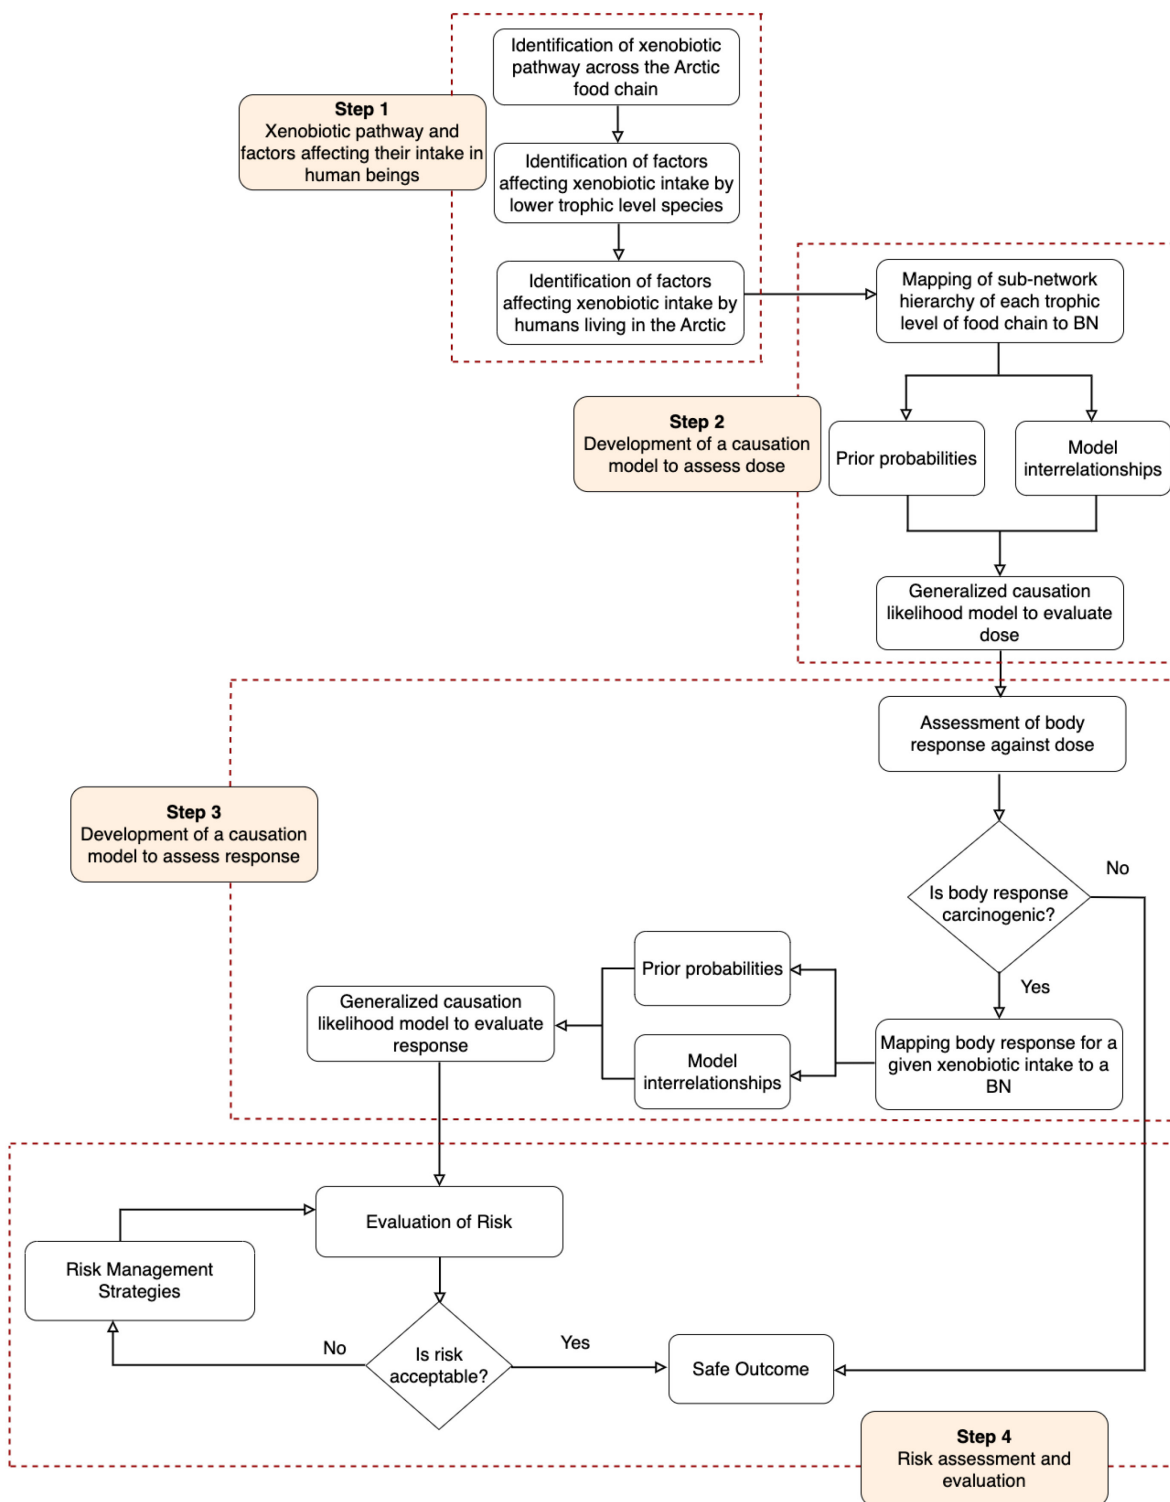 Identification of xenobiotic
pathway across the Arctic
food chain
Step 1
Xenobiotic pathway and
factors affecting their intake in
human beings
Identification of factors
affecting xenobiotic intake by
lower trophic level species
Identification of factors
affecting xenobiotic intake by
humans living in the Arctic
Mapping of sub-network
hierarchy of each trophic
level of food chain to BN
Step 2
Development of a causation
model to assess dose
Prior probabilities
Model
interrelationships
Generalized causation
likelihood model to evaluate
dose
Assessment of body
response against dose
Step 3
Development of a causation
model to assess response
Is body response
carcinogenic?
No
Yes
Mapping body response for a
given xenobiotic intake to a
BN
Prior probabilities
Model
interrelationships
Generalized causation
likelihood model to evaluate
response
Evaluation of Risk
Risk Management
Strategies
Is risk
acceptable?
No
Yes
Safe Outcome
Step 4
Risk assessment and
evaluation